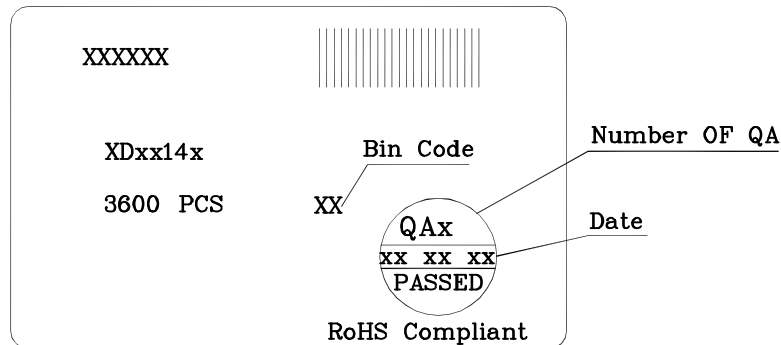 XXXXXX
XDxx14x
3600 PCS
Bin Code
XX
Number OF QA
QAx
Date
xx xx xx
PASSED
RoHS Compliant